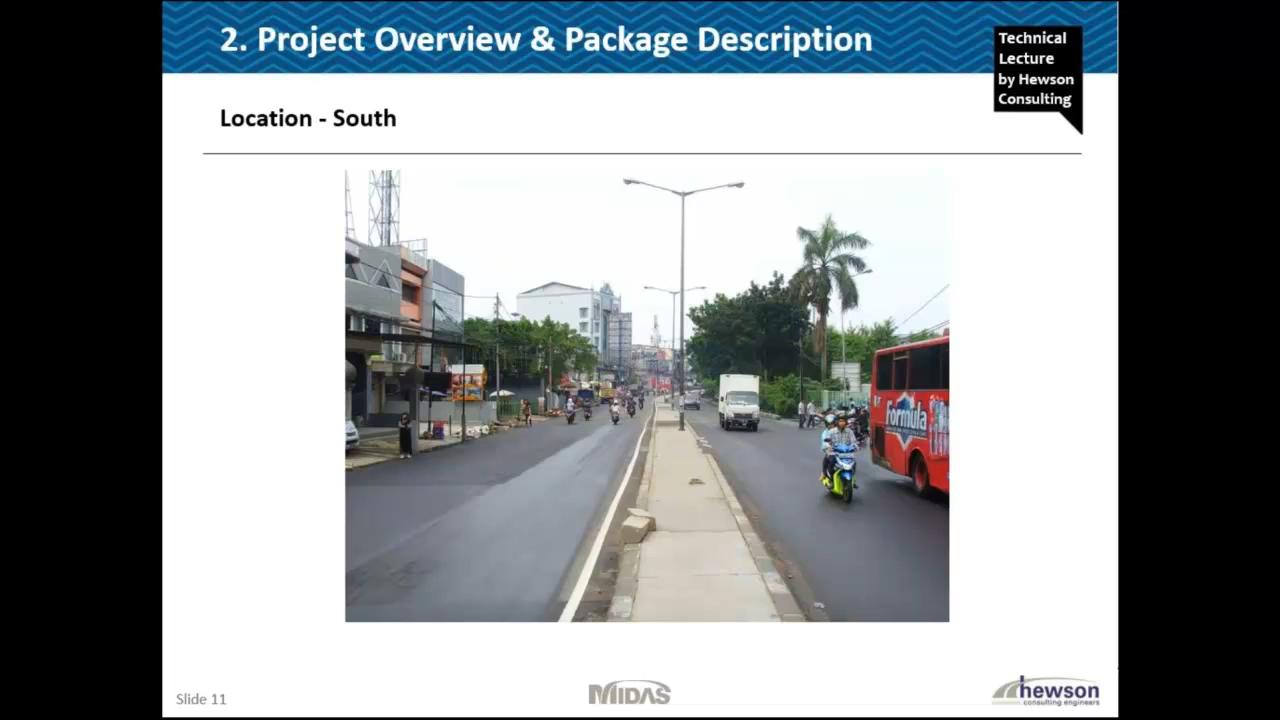 2. Project Overview & Package Description
Technical
Lecture
by Hewson
Consulting
Location - South
Formula
Slide 11
MIDAS
hewson
consulting engineers